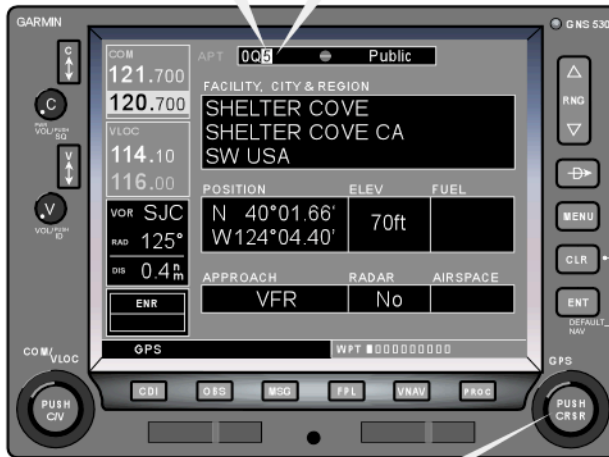 GARMIN
GNS 530
C
C
PUSH
VOL/PUSH SQ
V
V
VOL/PUSH ID
COM
121.700
120.700
VLOC
114.10
116.00
VOR SJC
RAD 125°
DIS 0.4nm
ENR
GPS
APT 0Q5 Public
FACILITY, CITY & REGION
SHELTER COVE
SHELTER COVE CA
SW USA
POSITION ELEV FUEL
N 40°01.66' 70ft
W124°04.40'
APPROACH RADAR AIRSPACE
VFR No
WPT
RNG
D
MENU
CLR
ENT
DEFAULT_
NAV
COM/VLOC
PUSH
C/V
CDI OBS MSG FPL VNAV PROC
GPS
PUSH
CRSR